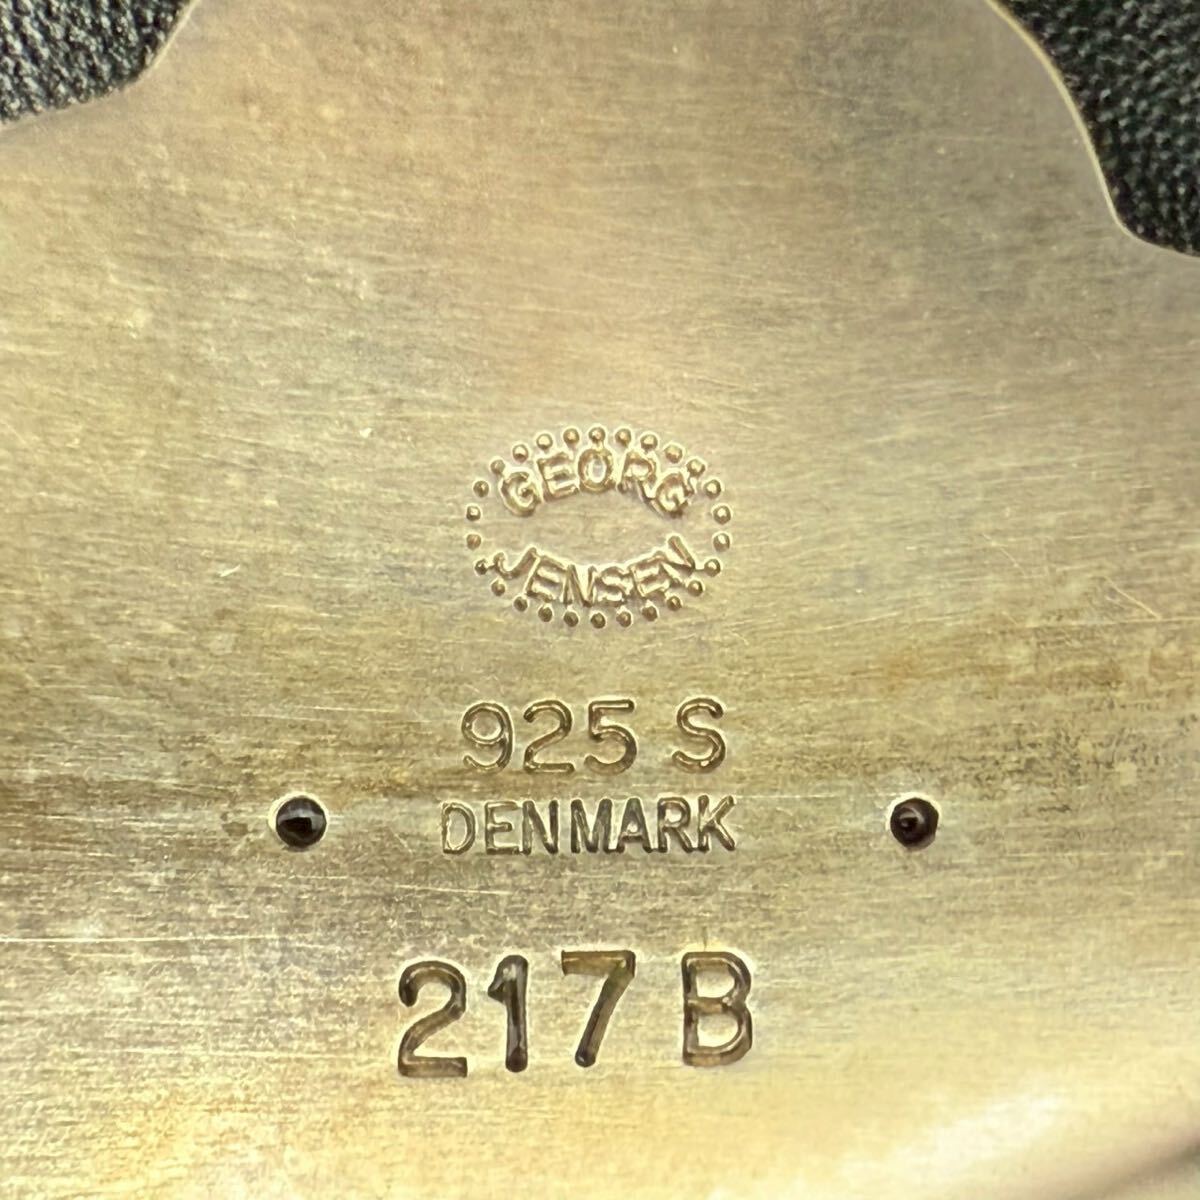 GEORG
JENSEN
925 S
DENMARK
217 B